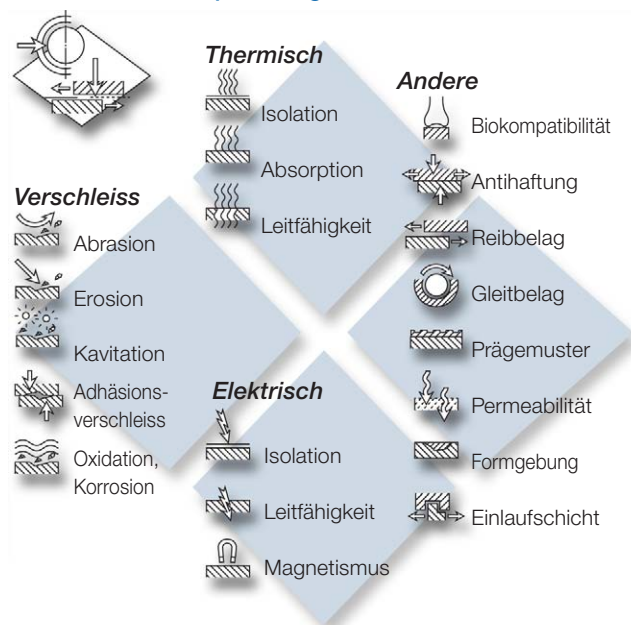 Thermisch
Isolation
Absorption
Leitfähigkeit
Andere
Biokompatibilität
Antihaftung
Reibbelag
Gleitbelag
Prägemuster
Permeabilität
Formgebung
Einlaufschicht
Verschleiss
Abrasion
Erosion
Kavitation
Adhäsions-
verschleiss
Oxidation,
Korrosion
Elektrisch
Isolation
Leitfähigkeit
Magnetismus